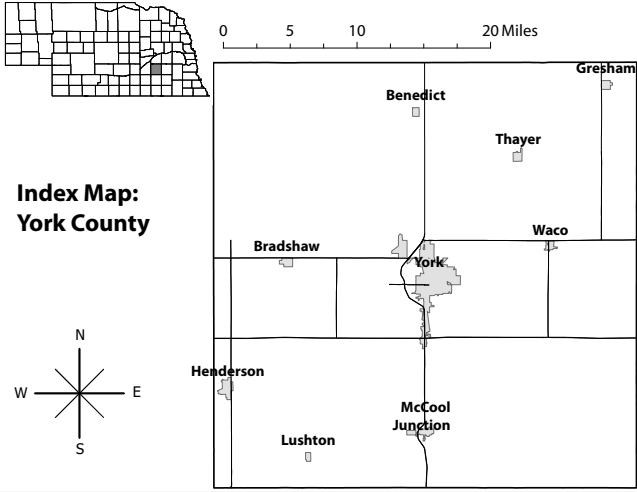 0 5 10 20 Miles
Gresham
Benedict
Thayer
Index Map:
York County
Waco
Bradshaw
York
N
W E
S
Henderson
McCool
Junction
Lushton